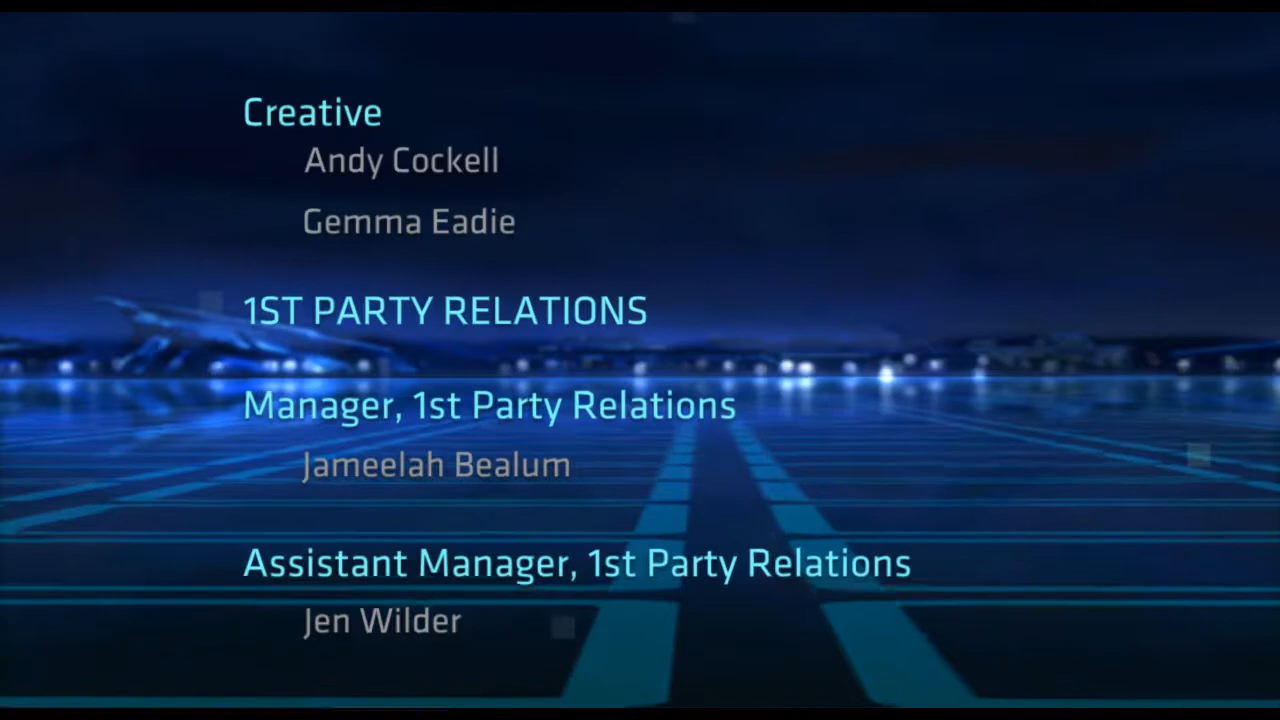 Creative
Andy Cockell
Gemma Eadie
1ST PARTY RELATIONS
Manager, 1st Party Relations
Jameelah Bealum
Assistant Manager, 1st Party Relations
Jen Wilder